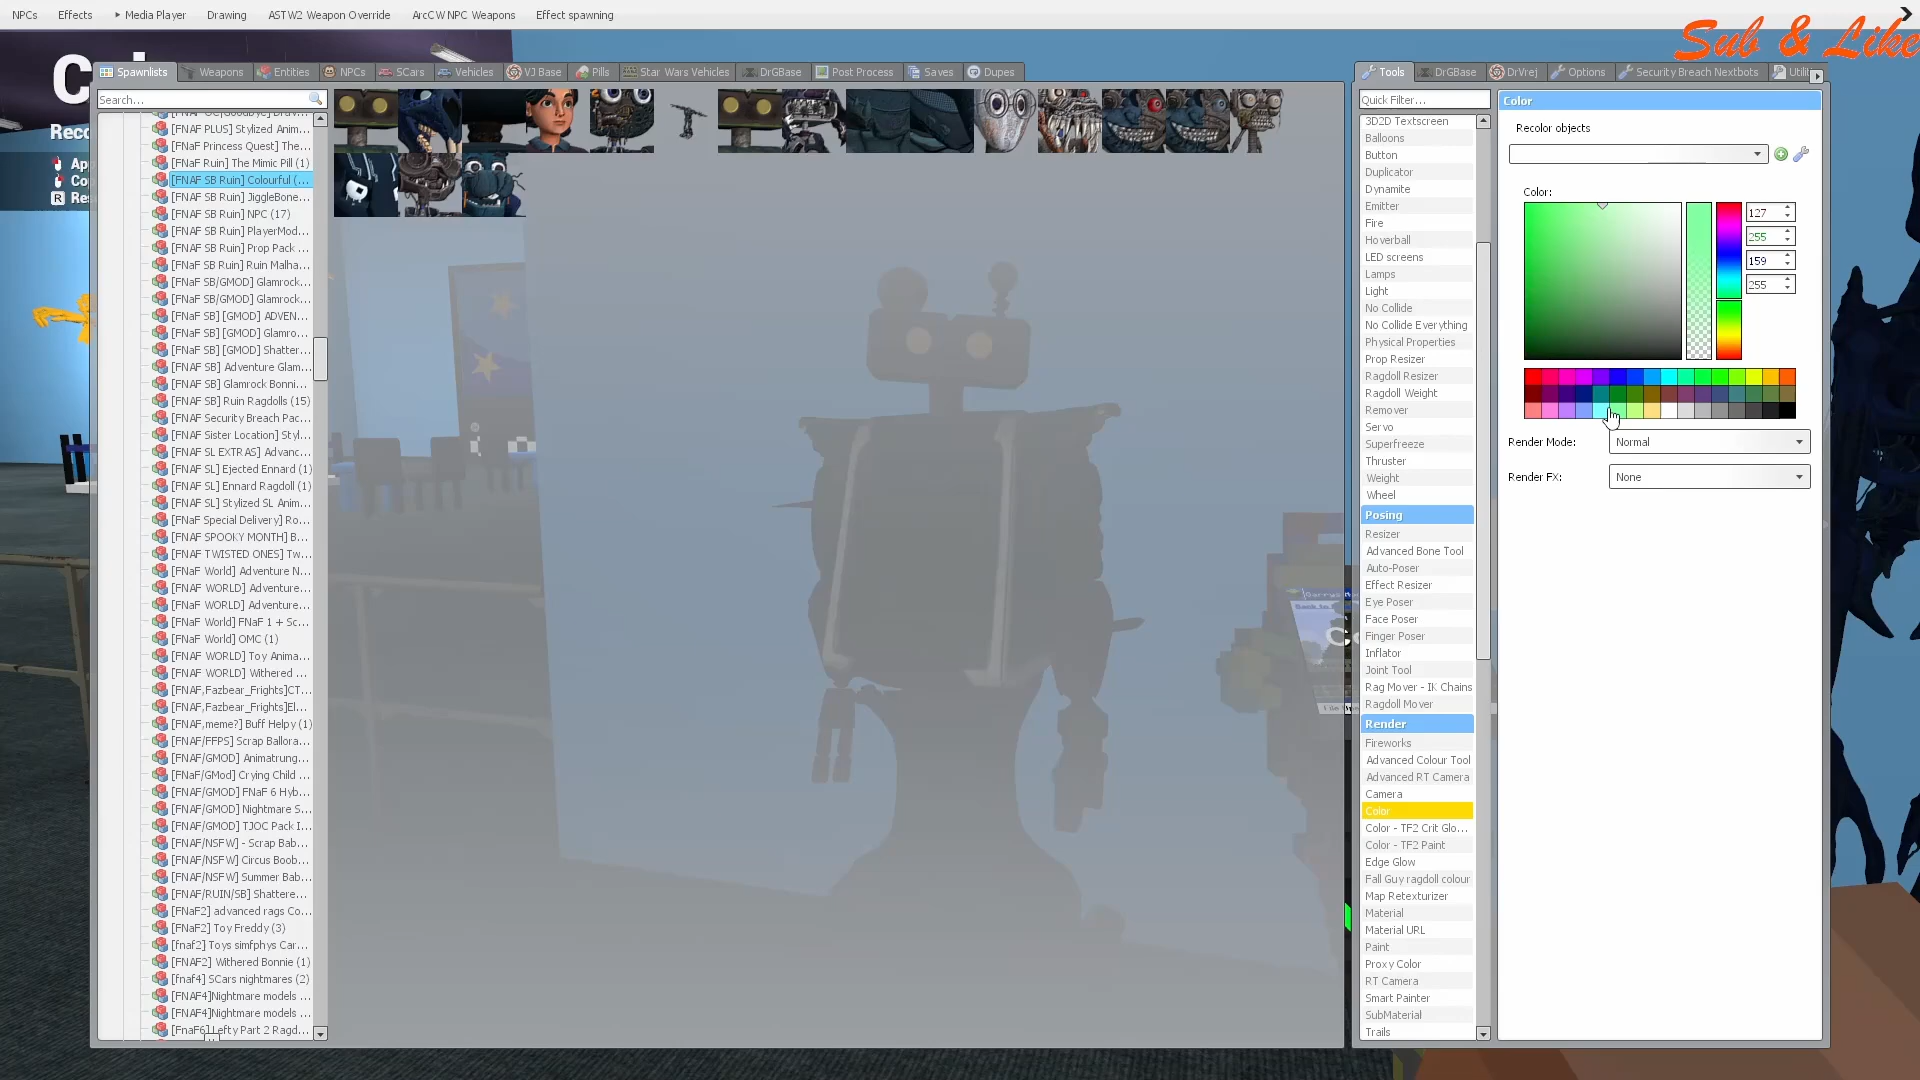 NPCs Effects Media Player Drawing ASTW2 Weapon Override ArcCW NPC Weapons Effect spawning
Sub & Like
Spawnlists Weapons Entities NPCs SCars Vehicles VJ Base Pills Star Wars Vehicles DrGBase Post Process Saves Dupes
Tools DrGBase DrVrej Options Security Breach Nextbots Utilit
Search...
[FNAF PLUS] Stylized Anim...
[FNaF Princess Quest] The...
[FNAF Ruin] The Mimic Pill (1)
[FNAF SB Ruin] Colourful (...
[FNAF SB Ruin] JiggleBone...
[FNAF SB Ruin] NPC (17)
[FNAF SB Ruin] PlayerMod...
[FNAF SB Ruin] Prop Pack ...
[FNaF SB Ruin] Ruin Malha...
[FNAF SB/GMOD] Glamrock...
[FNAF SB/GMOD] Glamrock...
[FNAF SB] [GMOD] ADVEN...
[FNAF SB] [GMOD] Glamro...
[FNaF SB] [GMOD] Shatter...
[FNAF SB] Adventure Glam...
[FNAF SB] Glamrock Bonni...
[FNAF SB] Ruin Ragdolls (15)
[FNAF Security Breach Pac...
[FNAF Sister Location] Styl...
[FNAF SL EXTRAS] Advanc...
[FNAF SL] Ejected Ennard (1)
[FNAF SL] Ennard Ragdoll (1)
[FNAF SL] Stylized SL Anim...
[FNaF Special Delivery] Ro...
[FNAF SPOOKY MONTH] B...
[FNAF TWISTED ONES] Tw...
[FNaF World] Adventure N...
[FNAF WORLD] Adventure...
[FNaF WORLD] Adventure...
[FNaF World] FNaF 1 + Sc...
[FNaF World] OMC (1)
[FNAF WORLD] Toy Anima...
[FNAF WORLD] Withered ...
[FNAF,Fazbear_Frights]CT...
[FNAF,Fazbear_Frights]El...
[FNAF,meme?] Buff Helpy (1)
[FNAF/FFPS] Scrap Ballora...
[FNAF/GMOD] Animatrung...
[FNaF/GMod] Crying Child ...
[FNAF/GMOD] FNaF 6 Hyb...
[FNAF/GMOD] Nightmare S...
[FNAF/GMOD] TJOC Pack I...
[FNAF/NSFW] - Scrap Bab...
[FNAF/NSFW] Circus Boob...
[FNAF/NSFW] Summer Bab...
[FNAF/RUIN/SB] Shattere...
[FNaF2] advanced rags Co...
[FNaF2] Toy Freddy (3)
[fnaf2] Toys simfphys Car...
[FNAF2] Withered Bonnie (1)
[fnaf4] SCars nightmares (2)
[FNAF4]Nightmare models ...
[FNAF4]Nightmare models ...
[FnaF6] Lefty Part 2 Ragd...
Quick Filter...
3D2D Textscreen
Balloons
Button
Duplicator
Dynamite
Emitter
Fire
Hoverball
LED screens
Lamps
Light
No Collide
No Collide Everything
Physical Properties
Prop Resizer
Ragdoll Resizer
Ragdoll Weight
Remover
Servo
Superfreeze
Thruster
Weight
Wheel
Posing
Resizer
Advanced Bone Tool
Auto-Poser
Effect Resizer
Eye Poser
Face Poser
Finger Poser
Inflator
Joint Tool
Rag Mover - IK Chains
Ragdoll Mover
Render
Fireworks
Advanced Colour Tool
Advanced RT Camera
Camera
Color
Color - TF2 Crit Glo...
Color - TF2 Paint
Edge Glow
Fall Guy ragdoll colour
Map Retexturizer
Material
Material URL
Paint
Proxy Color
RT Camera
Smart Painter
SubMaterial
Trails
Color
Recolor objects
Color:
127
255
159
255
Render Mode: Normal
Render FX: None
R